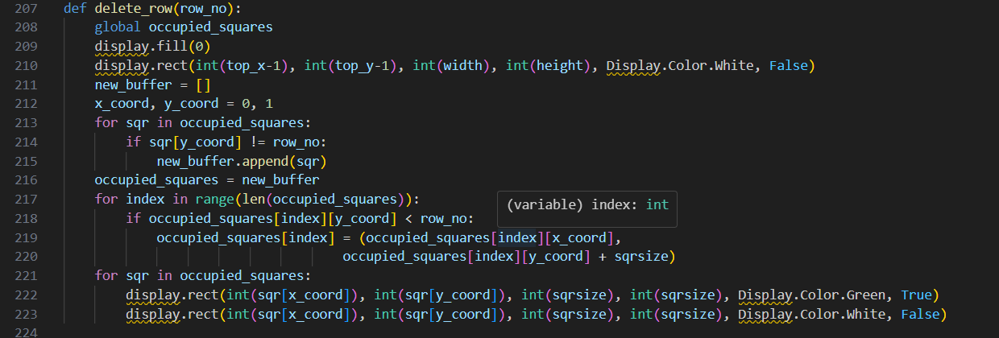 207 def delete_row(row_no):
208 global occupied_squares
209 display.fill(0)
210 display.rect(int(top_x-1), int(top_y-1), int(width), int(height), Display.Color.White, False)
211 new_buffer = []
212 x_coord, y_coord = 0, 1
213 for sqr in occupied_squares:
214 if sqr[y_coord] != row_no:
215 new_buffer.append(sqr)
216 occupied_squares = new_buffer
217 for index in range(len(occupied_squares)):
(variable) index: int
218 if occupied_squares[index][y_coord] < row_no:
219 occupied_squares[index] = (occupied_squares[index][x_coord],
220 occupied_squares[index][y_coord] + sqrsize)
221 for sqr in occupied_squares:
222 display.rect(int(sqr[x_coord]), int(sqr[y_coord]), int(sqrsize), int(sqrsize), Display.Color.Green, True)
223 display.rect(int(sqr[x_coord]), int(sqr[y_coord]), int(sqrsize), int(sqrsize), Display.Color.White, False)
224